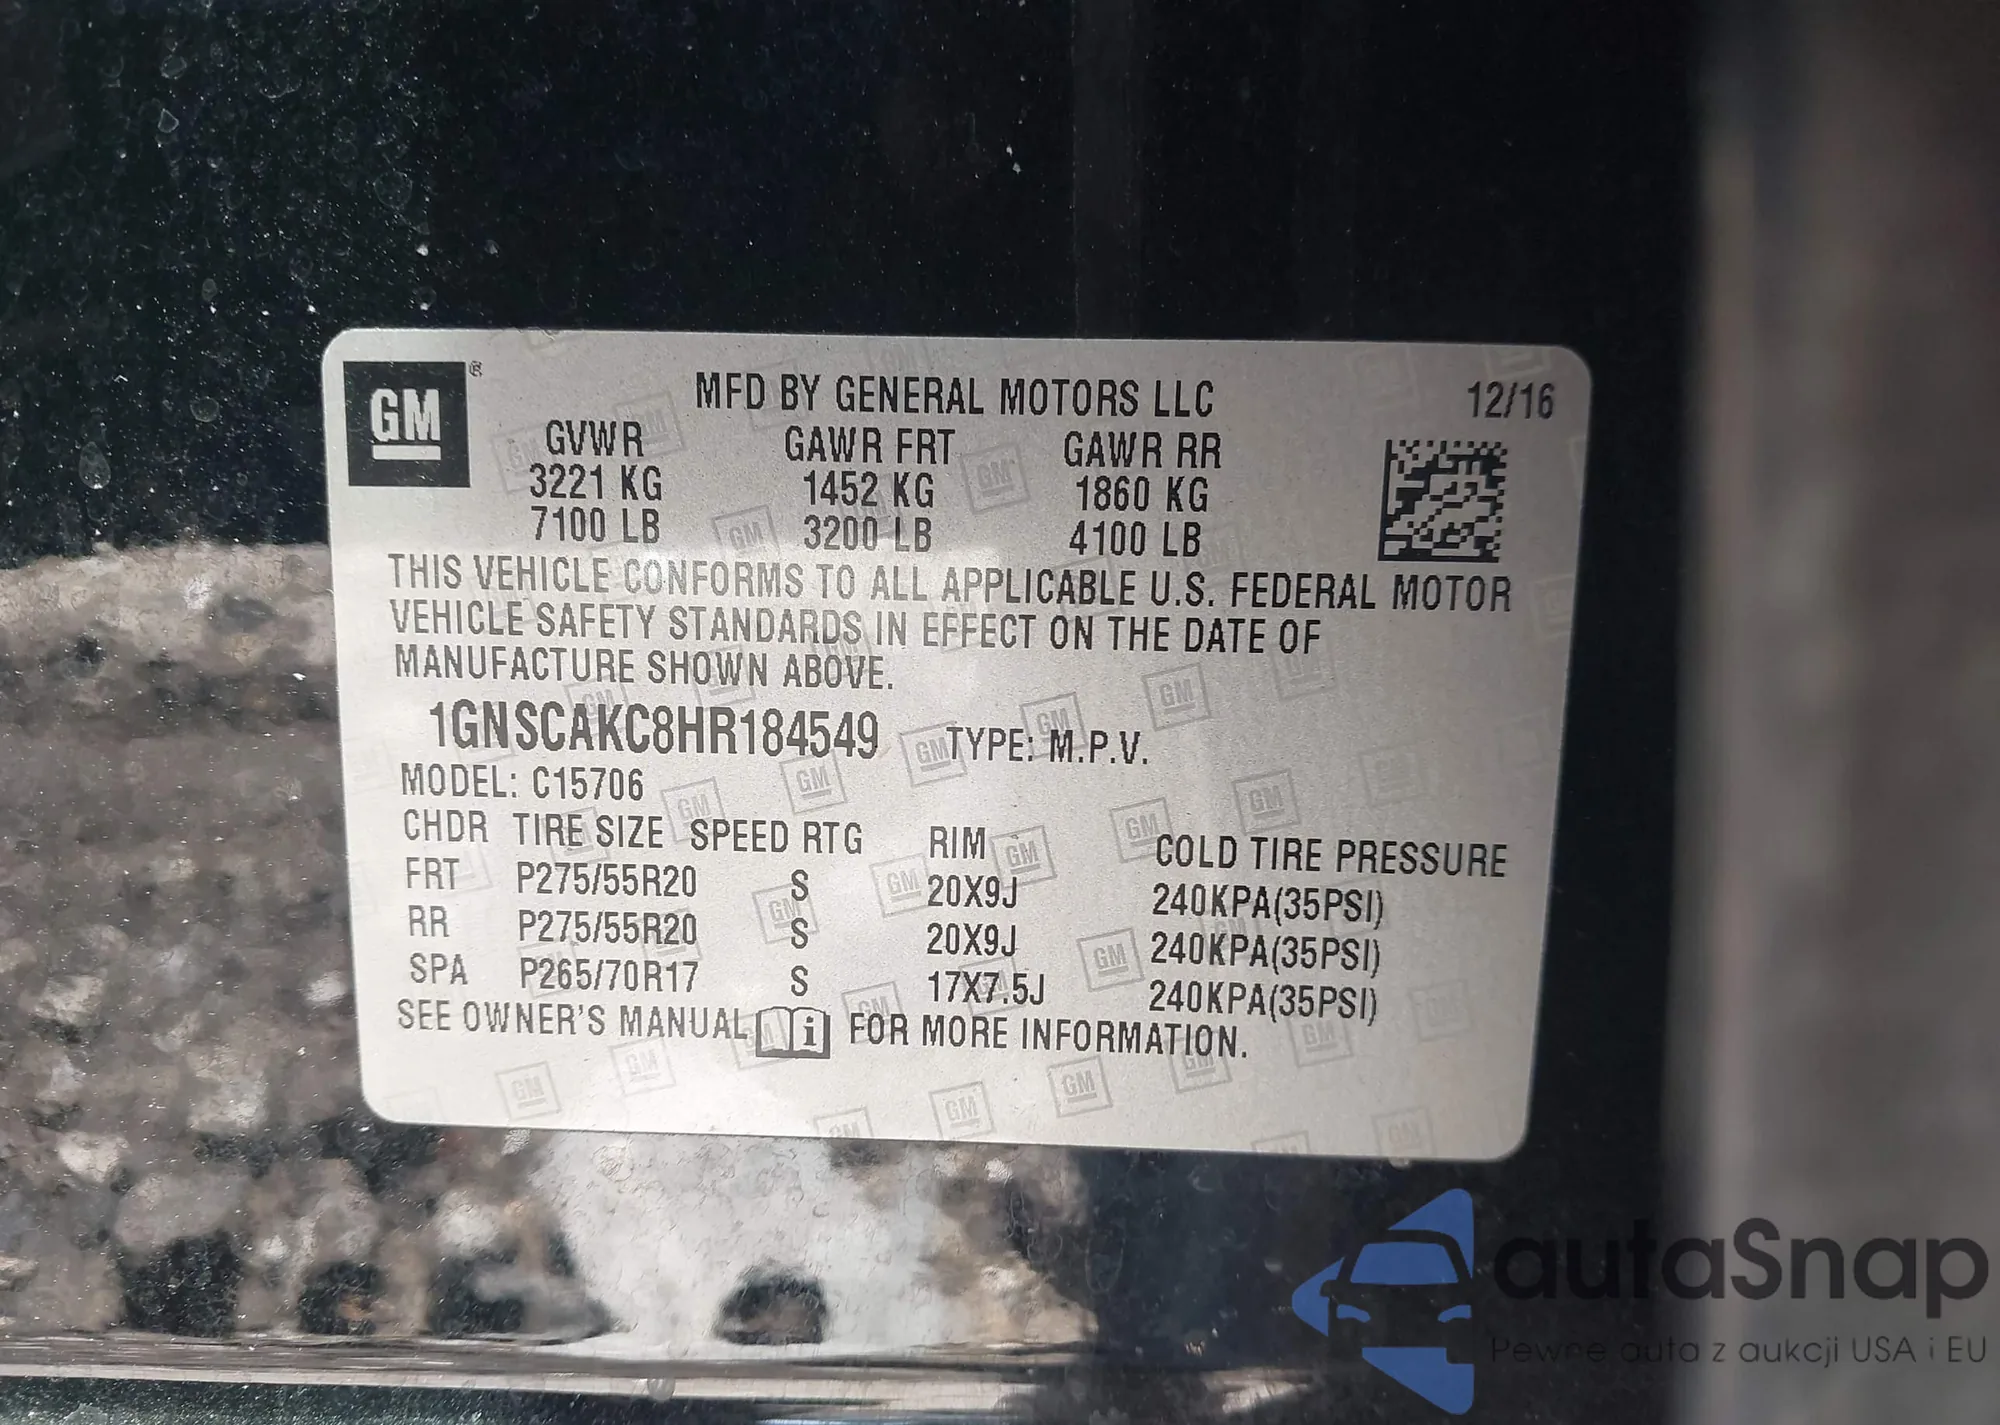 GM ®
MFD BY GENERAL MOTORS LLC 12/16
GVWR GAWR FRT GAWR RR
3221 KG 1452 KG 1860 KG
7100 LB 3200 LB 4100 LB
THIS VEHICLE CONFORMS TO ALL APPLICABLE U.S. FEDERAL MOTOR
VEHICLE SAFETY STANDARDS IN EFFECT ON THE DATE OF
MANUFACTURE SHOWN ABOVE.
1GNSCAKC8HR184549 TYPE: M.P.V.
MODEL: C15706
CHDR TIRE SIZE SPEED RTG RIM COLD TIRE PRESSURE
FRT P275/55R20 S 20X9J 240KPA(35PSI)
RR P275/55R20 S 20X9J 240KPA(35PSI)
SPA P265/70R17 S 17X7.5J 240KPA(35PSI)
SEE OWNER'S MANUAL i FOR MORE INFORMATION.
autaSnap
Pewne auta z aukcji USA i EU